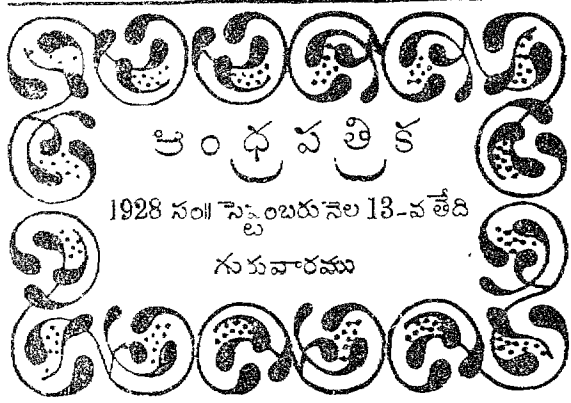 ఆంధ్రపత్రిక
1928 సం॥ సెప్టెంబరు నెల 13-వ తేది
గురువారము